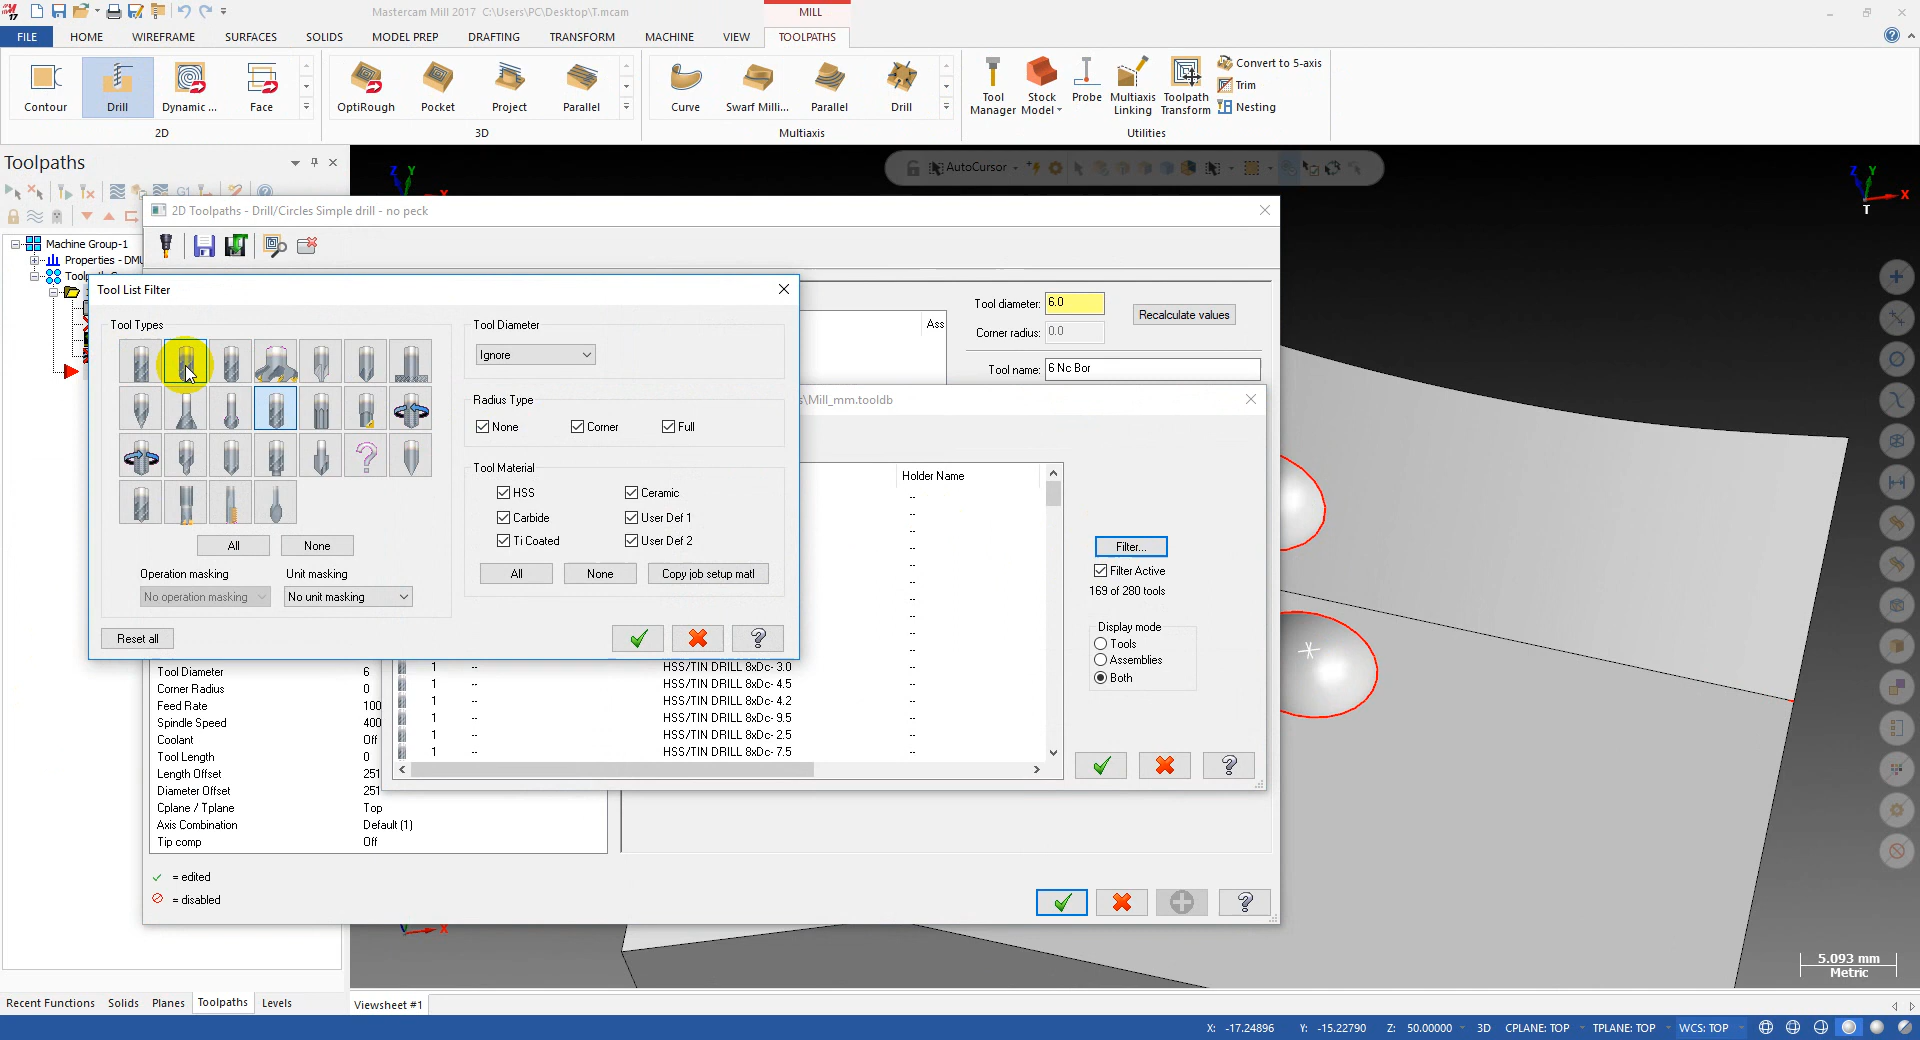 17
Mastercam Mill 2017  C:\Users\PC\Desktop\T.mcam
MILL
FILE HOME WIREFRAME SURFACES SOLIDS MODEL PREP DRAFTING TRANSFORM MACHINE VIEW TOOLPATHS
Contour Drill Dynamic ... Face
2D
OptiRough Pocket Project Parallel
3D
Curve Swarf Milli... Parallel Drill
Multiaxis
Tool Manager
Stock Model
Probe
Multiaxis Linking
Toolpath Transform
Convert to 5-axis
Trim
Nesting
Utilities
Toolpaths
G1
AutoCursor
Z Y X
Z Y X
T
Machine Group-1
Properties - DMU
Toolp
2D Toolpaths - Drill/Circles Simple drill - no peck
Tool diameter: 6.0
Corner radius: 0.0
Recalculate values
Tool name: 6 Nc Bor
Ass
Tool List Filter
Tool Types
All None
Operation masking Unit masking
No operation masking No unit masking
Reset all
Tool Diameter
Ignore
Radius Type
None Corner Full
Tool Material
HSS Ceramic
Carbide User Def 1
Ti Coated User Def 2
All None Copy job setup matl
s\Mill_mm.tooldb
Holder Name
--
--
--
--
--
--
--
--
--
--
1 -- HSS/TIN DRILL 8xDc- 3.0 --
1 -- HSS/TIN DRILL 8xDc- 4.5 --
1 -- HSS/TIN DRILL 8xDc- 4.2 --
1 -- HSS/TIN DRILL 8xDc- 9.5 --
1 -- HSS/TIN DRILL 8xDc- 2.5 --
1 -- HSS/TIN DRILL 8xDc- 7.5 --
Filter...
Filter Active
169 of 280 tools
Display mode
Tools
Assemblies
Both
Tool Diameter 6
Corner Radius 0
Feed Rate 100
Spindle Speed 400
Coolant Off
Tool Length 0
Length Offset 251
Diameter Offset 251
Cplane / Tplane Top
Axis Combination Default (1)
Tip comp Off
= edited
= disabled
X
5.093 mm
Metric
Recent Functions Solids Planes Toolpaths Levels
Viewsheet #1
X: -17.24896 Y: -15.22790 Z: 50.00000 3D CPLANE: TOP TPLANE: TOP WCS: TOP